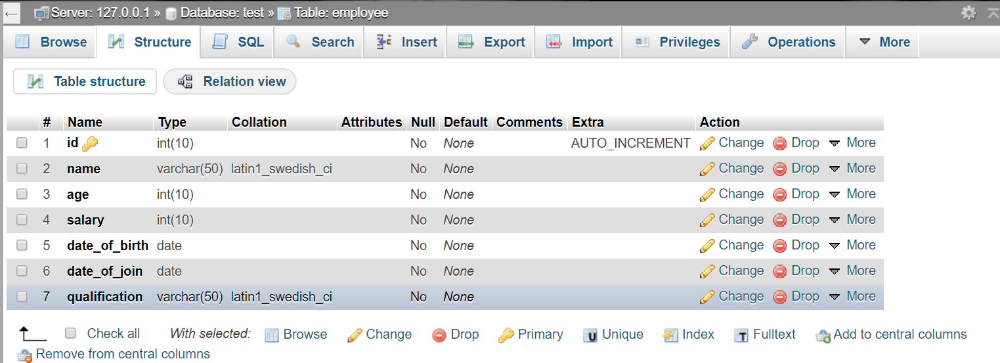 Server: 127.0.0.1 » Database: test » Table: employee
Browse Structure SQL Search Insert Export Import Privileges Operations More
Table structure Relation view
# Name Type Collation Attributes Null Default Comments Extra Action
1 id int(10) No None AUTO_INCREMENT Change Drop More
2 name varchar(50) latin1_swedish_ci No None Change Drop More
3 age int(10) No None Change Drop More
4 salary int(10) No None Change Drop More
5 date_of_birth date No None Change Drop More
6 date_of_join date No None Change Drop More
7 qualification varchar(50) latin1_swedish_ci No None Change Drop More
Check all With selected: Browse Change Drop Primary U Unique Index T Fulltext Add to central columns
Remove from central columns